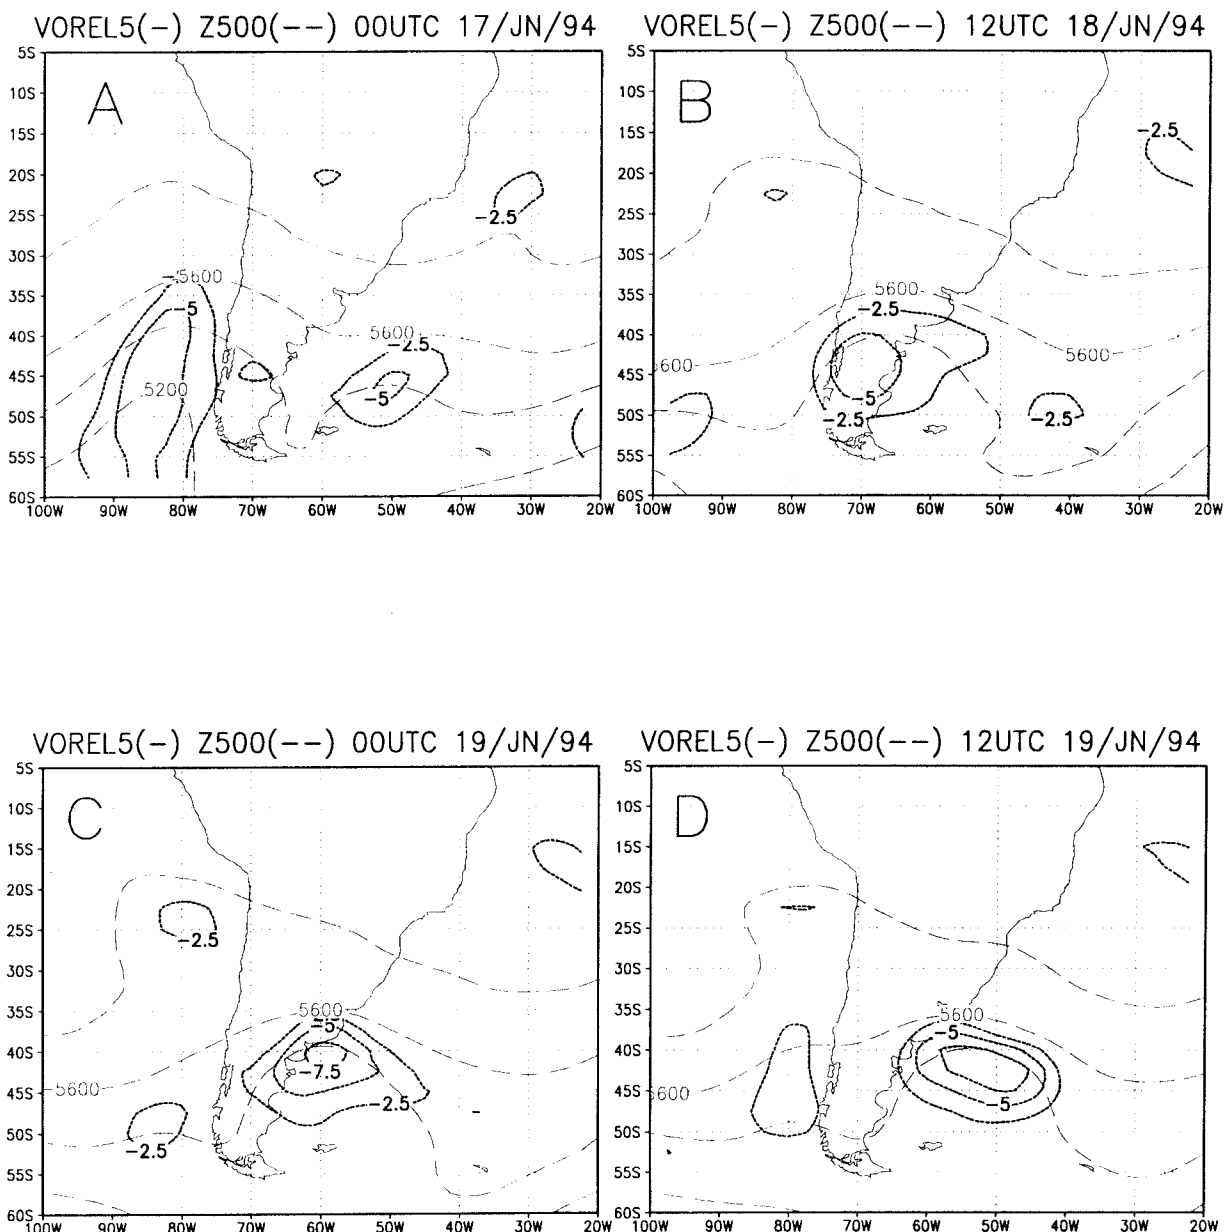 VOREL5(-) Z500(--) 00UTC 17/JN/94
A
5S
10S
15S
20S
25S
30S
35S
40S
45S
50S
55S
60S
100W 90W 80W 70W 60W 50W 40W 30W 20W
-2.5
5600
-5
5600
-2.5
5200
-5
VOREL5(-) Z500(--) 12UTC 18/JN/94
B
5S
10S
15S
20S
25S
30S
35S
40S
45S
50S
55S
60S
100W 90W 80W 70W 60W 50W 40W 30W 20W
-2.5
5600
-2.5
5600
5600
-5
-2.5
-2.5
VOREL5(-) Z500(--) 00UTC 19/JN/94
C
5S
10S
15S
20S
25S
30S
35S
40S
45S
50S
55S
60S
100W 90W 80W 70W 60W 50W 40W 30W 20W
-2.5
5600
-5
-7.5
5600
-2.5
-2.5
VOREL5(-) Z500(--) 12UTC 19/JN/94
D
5S
10S
15S
20S
25S
30S
35S
40S
45S
50S
55S
60S
100W 90W 80W 70W 60W 50W 40W 30W 20W
5600
-5
5600
-5